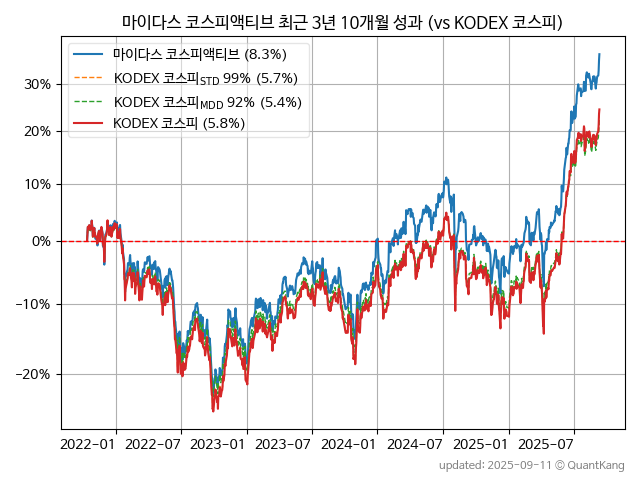 마이다스 코스피액티브 최근 3년 10개월 성과 (vs KODEX 코스피)
마이다스 코스피액티브 (8.3%)
KODEX 코스피STD 99% (5.7%)
KODEX 코스피MDD 92% (5.4%)
KODEX 코스피 (5.8%)
30%
20%
10%
0%
−10%
−20%
2022-01 2022-07 2023-01 2023-07 2024-01 2024-07 2025-01 2025-07
updated: 2025-09-11 © QuantKang